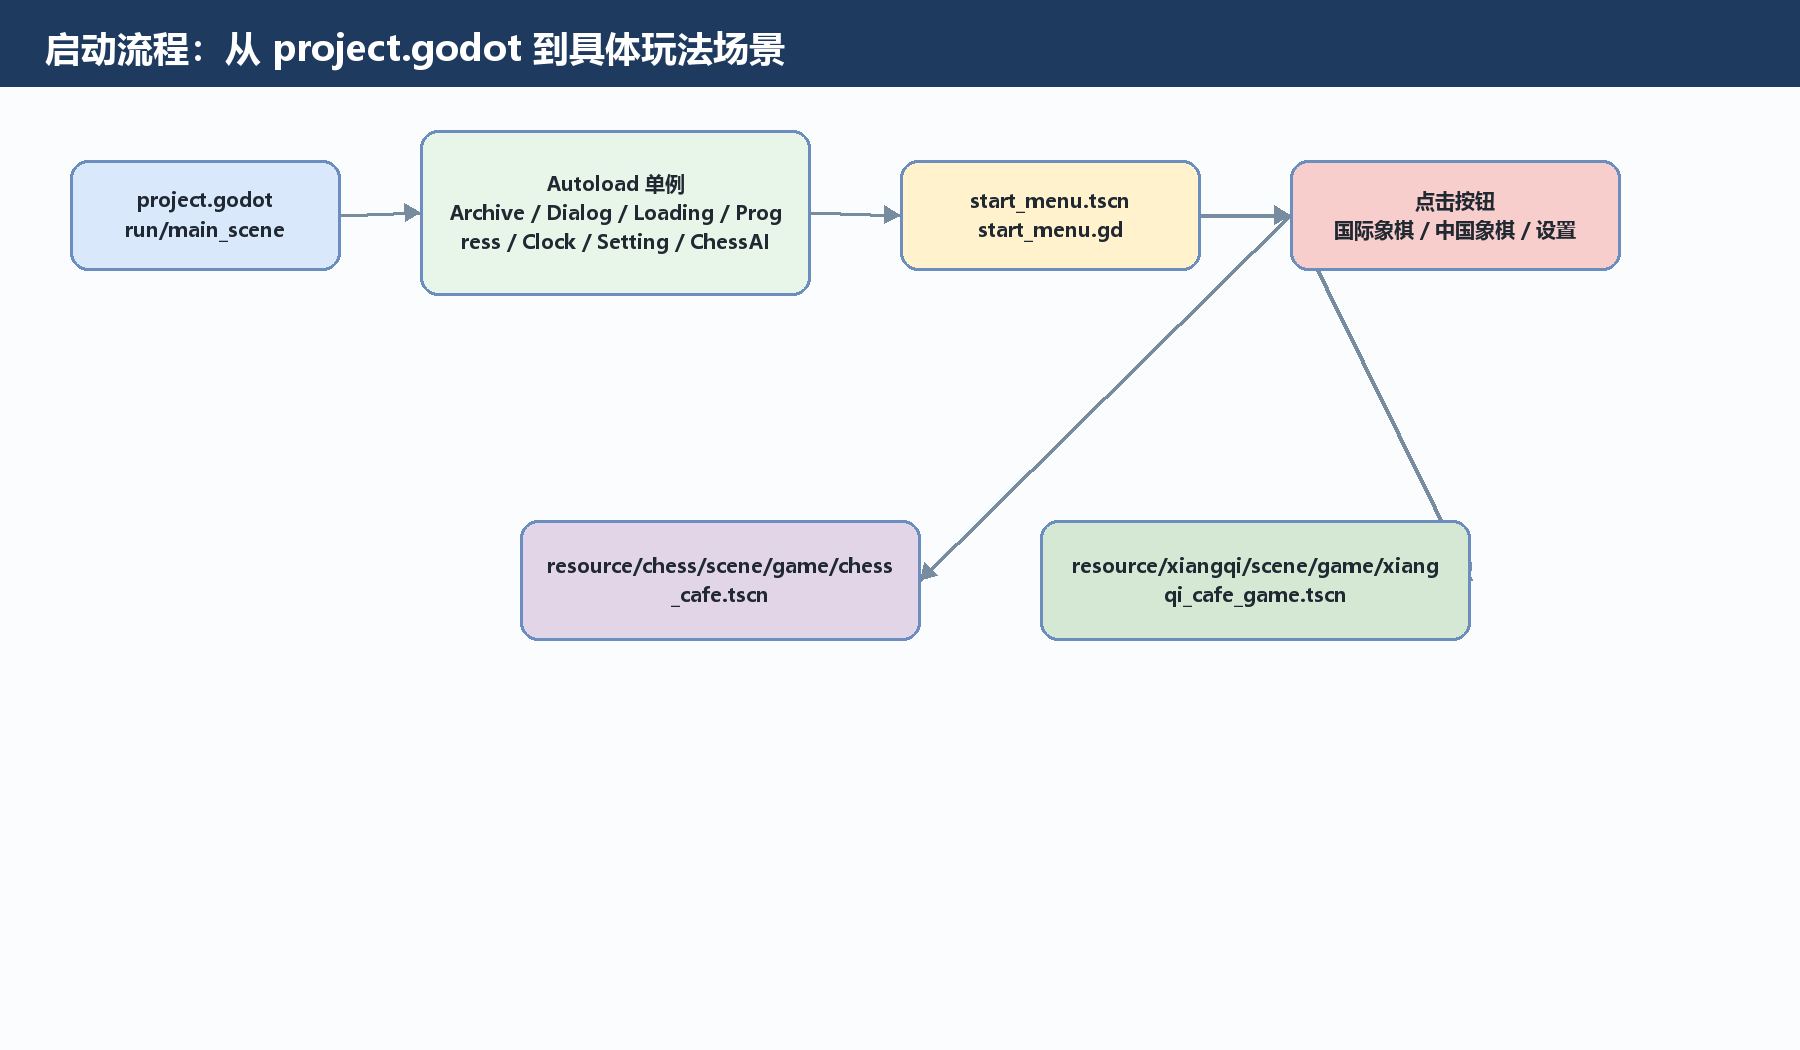 启动流程：从 project.godot 到具体玩法场景
project.godot
run/main_scene
Autoload 单例
Archive / Dialog / Loading / Prog
ress / Clock / Setting / ChessAI
start_menu.tscn
start_menu.gd
点击按钮
国际象棋 / 中国象棋 / 设置
resource/chess/scene/game/chess
_cafe.tscn
resource/xiangqi/scene/game/xiang
qi_cafe_game.tscn